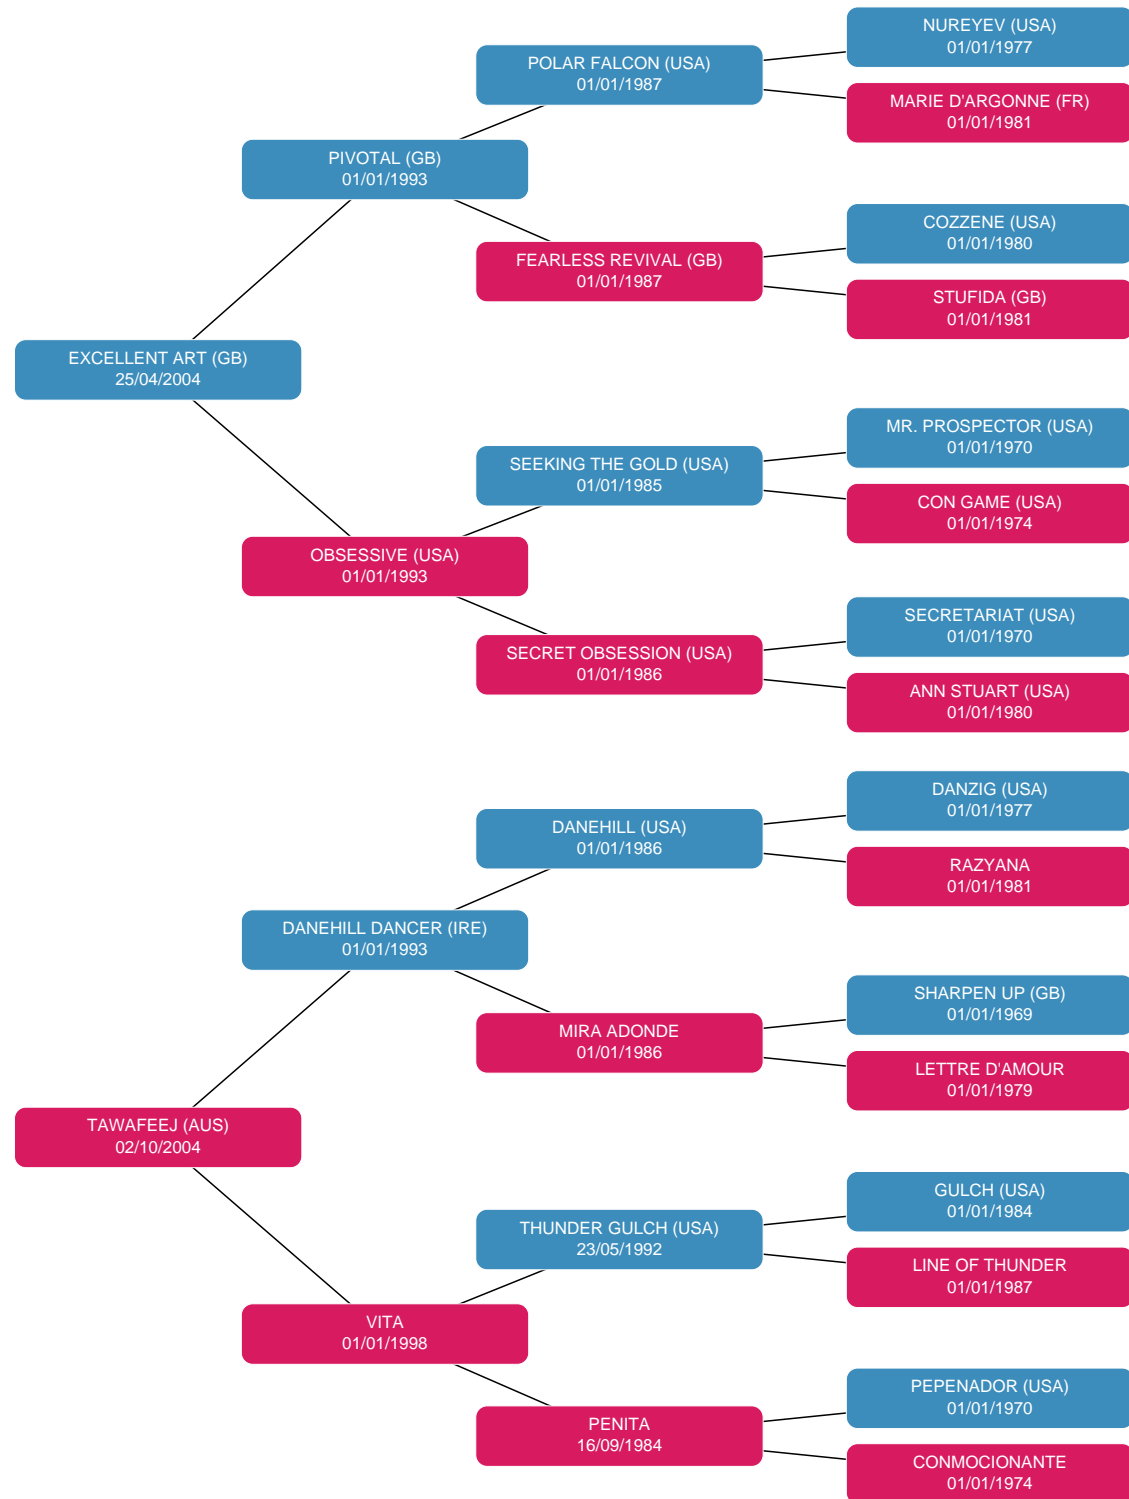 NUREYEV (USA)
01/01/1977
POLAR FALCON (USA)
01/01/1987
MARIE D'ARGONNE (FR)
01/01/1981
PIVOTAL (GB)
01/01/1993
COZZENE (USA)
01/01/1980
FEARLESS REVIVAL (GB)
01/01/1987
STUFIDA (GB)
01/01/1981
EXCELLENT ART (GB)
25/04/2004
MR. PROSPECTOR (USA)
01/01/1970
SEEKING THE GOLD (USA)
01/01/1985
CON GAME (USA)
01/01/1974
OBSESSIVE (USA)
01/01/1993
SECRETARIAT (USA)
01/01/1970
SECRET OBSESSION (USA)
01/01/1986
ANN STUART (USA)
01/01/1980
DANZIG (USA)
01/01/1977
DANEHILL (USA)
01/01/1986
RAZYANA
01/01/1981
DANEHILL DANCER (IRE)
01/01/1993
SHARPEN UP (GB)
01/01/1969
MIRA ADONDE
01/01/1986
LETTRE D'AMOUR
01/01/1979
TAWAFEEJ (AUS)
02/10/2004
GULCH (USA)
01/01/1984
THUNDER GULCH (USA)
23/05/1992
LINE OF THUNDER
01/01/1987
VITA
01/01/1998
PEPENADOR (USA)
01/01/1970
PENITA
16/09/1984
CONMOCIONANTE
01/01/1974